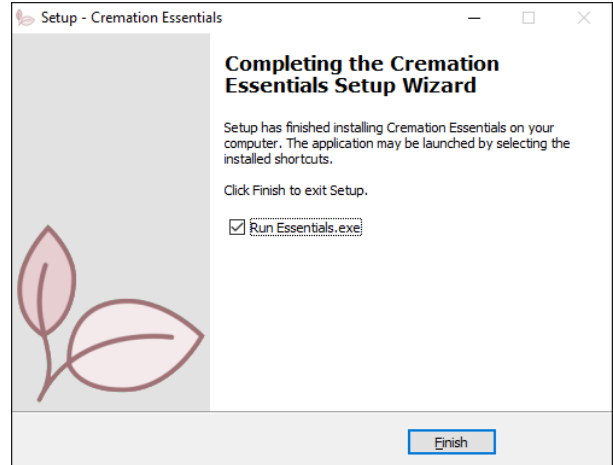 Setup - Cremation Essentials
Completing the Cremation
Essentials Setup Wizard
Setup has finished installing Cremation Essentials on your
computer. The application may be launched by selecting the
installed shortcuts.
Click Finish to exit Setup.
Run Essentials.exe
Finish